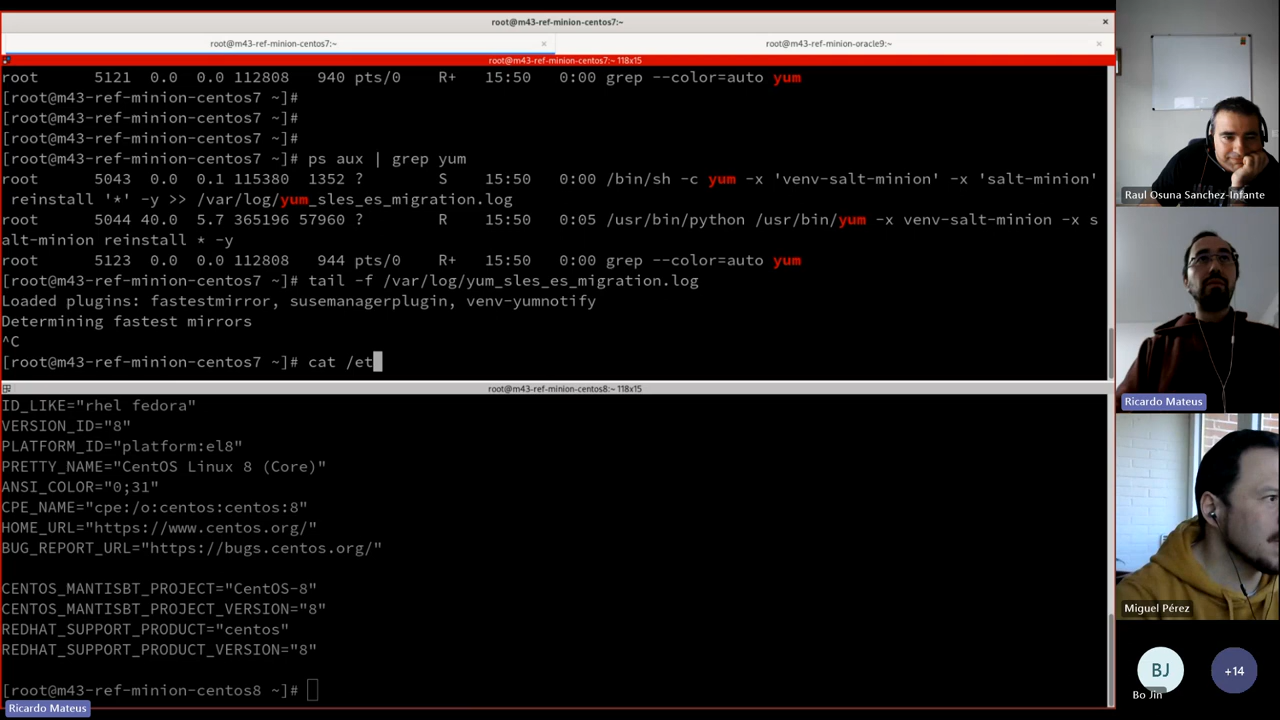 root@m43-ref-minion-centos7:~
root@m43-ref-minion-centos7:~
root@m43-ref-minion-oracle9:~
root@m43-ref-minion-centos7:~ 118x15
root      5121  0.0  0.0 112808   940 pts/0    R+   15:50   0:00 grep --color=auto yum
[root@m43-ref-minion-centos7 ~]#
[root@m43-ref-minion-centos7 ~]#
[root@m43-ref-minion-centos7 ~]#
[root@m43-ref-minion-centos7 ~]# ps aux | grep yum
root      5043  0.0  0.1 115380  1352 ?        S    15:50   0:00 /bin/sh -c yum -x 'venv-salt-minion' -x 'salt-minion'
 reinstall '*' -y >> /var/log/yum_sles_es_migration.log
root      5044 40.0  5.7 365196 57960 ?        R    15:50   0:05 /usr/bin/python /usr/bin/yum -x venv-salt-minion -x s
alt-minion reinstall * -y
root      5123  0.0  0.0 112808   944 pts/0    R+   15:50   0:00 grep --color=auto yum
[root@m43-ref-minion-centos7 ~]# tail -f /var/log/yum_sles_es_migration.log
Loaded plugins: fastestmirror, susemanagerplugin, venv-yumnotify
Determining fastest mirrors
^C
[root@m43-ref-minion-centos7 ~]# cat /et
root@m43-ref-minion-centos8:~ 118x15
ID_LIKE="rhel fedora"
VERSION_ID="8"
PLATFORM_ID="platform:el8"
PRETTY_NAME="CentOS Linux 8 (Core)"
ANSI_COLOR="0;31"
CPE_NAME="cpe:/o:centos:centos:8"
HOME_URL="https://www.centos.org/"
BUG_REPORT_URL="https://bugs.centos.org/"
CENTOS_MANTISBT_PROJECT="CentOS-8"
CENTOS_MANTISBT_PROJECT_VERSION="8"
REDHAT_SUPPORT_PRODUCT="centos"
REDHAT_SUPPORT_PRODUCT_VERSION="8"
[root@m43-ref-minion-centos8 ~]#
Ricardo Mateus
Raul Osuna Sanchez-Infante
Ricardo Mateus
Miguel Pérez
BJ
Bo Jin
+14